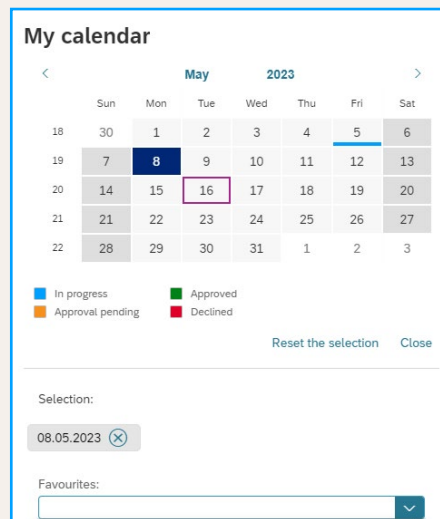 My calendar
May 2023
Sun Mon Tue Wed Thu Fri Sat
18 30 1 2 3 4 5 6
19 7 8 9 10 11 12 13
20 14 15 16 17 18 19 20
21 21 22 23 24 25 26 27
22 28 29 30 31 1 2 3
In progress Approved
Approval pending Declined
Reset the selection Close
Selection:
08.05.2023
Favourites: